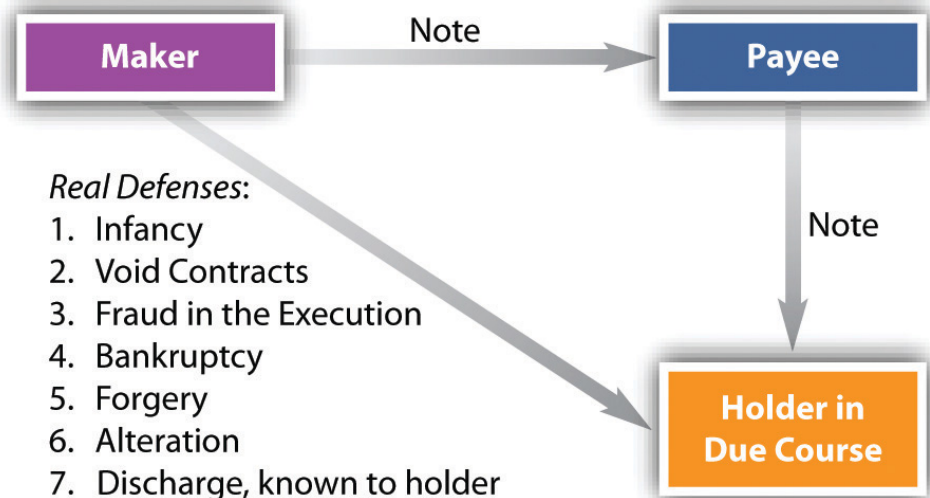 Maker
Note
Payee
Real Defenses:
1. Infancy
2. Void Contracts
3. Fraud in the Execution
4. Bankruptcy
5. Forgery
6. Alteration
7. Discharge, known to holder
Note
Holder in
Due Course